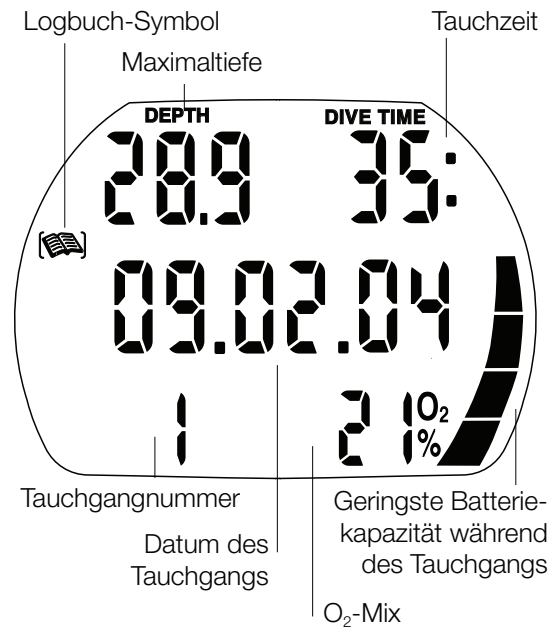 Logbuch-Symbol
Tauchzeit
Maximaltiefe
DEPTH
DIVE TIME
28.9
35:
09.02.04
1
21% O₂
Tauchgangnummer
Geringste Batterie-
kapazität während
des Tauchgangs
Datum des
Tauchgangs
O₂-Mix